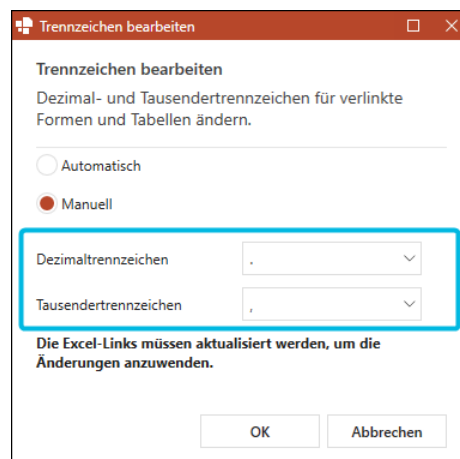 Trennzeichen bearbeiten
Trennzeichen bearbeiten
Dezimal- und Tausendertrennzeichen für verlinkte
Formen und Tabellen ändern.
Automatisch
Manuell
Dezimaltrennzeichen .
Tausendertrennzeichen ,
Die Excel-Links müssen aktualisiert werden, um die
Änderungen anzuwenden.
OK Abbrechen